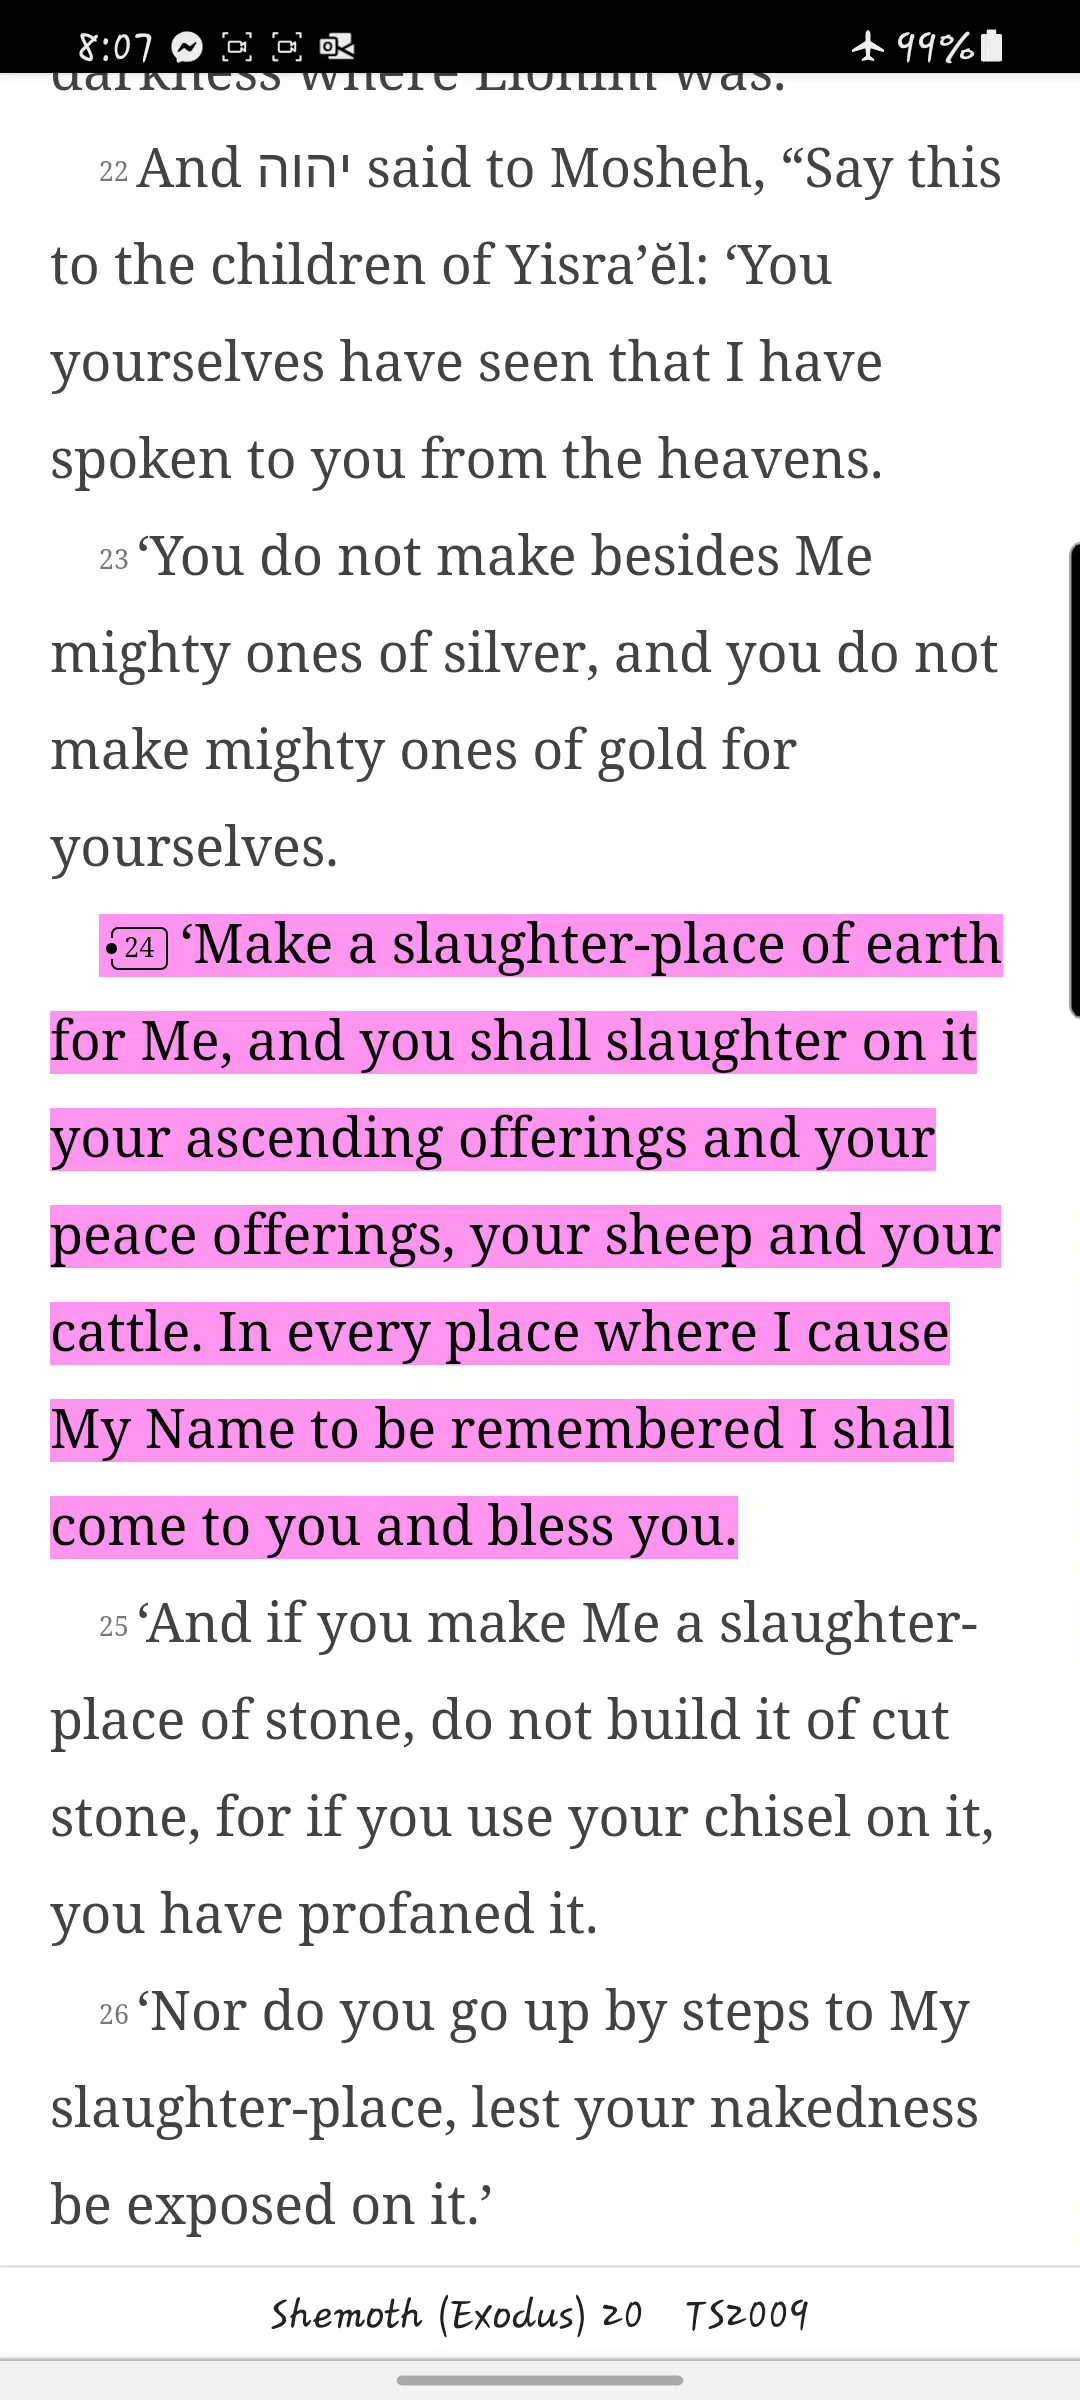 8:07
99%
darkness where Elohim was.
22 And יהוה said to Mosheh, “Say this
to the children of Yisra’ĕl: ‘You
yourselves have seen that I have
spoken to you from the heavens.
23 ‘You do not make besides Me
mighty ones of silver, and you do not
make mighty ones of gold for
yourselves.
24 ‘Make a slaughter-place of earth
for Me, and you shall slaughter on it
your ascending offerings and your
peace offerings, your sheep and your
cattle. In every place where I cause
My Name to be remembered I shall
come to you and bless you.
25 ‘And if you make Me a slaughter-
place of stone, do not build it of cut
stone, for if you use your chisel on it,
you have profaned it.
26 ‘Nor do you go up by steps to My
slaughter-place, lest your nakedness
be exposed on it.’
Shemoth (Exodus) 20 TS2009